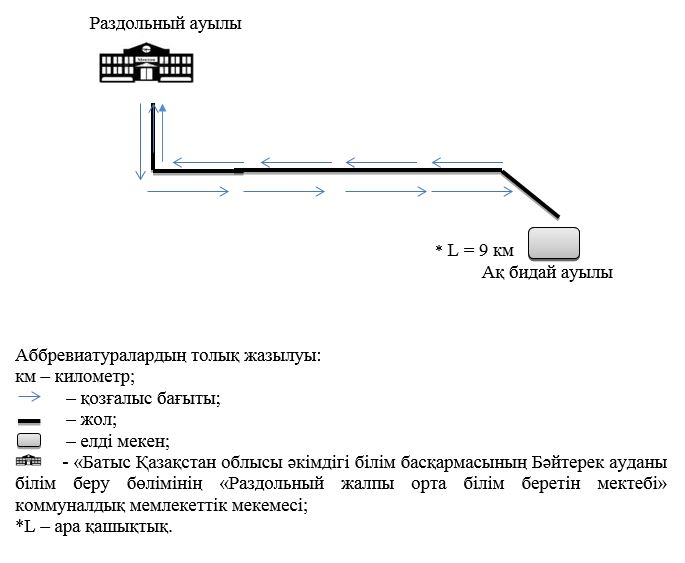 Раздольный ауылы
* L = 9 км
Ақ бидай ауылы
Аббревиатуралардың толық жазылуы:
км – километр;
– қозғалыс бағыты;
– жол;
– елді мекен;
- «Батыс Қазақстан облысы әкімдігі білім басқармасының Бәйтерек ауданы
білім беру бөлімінің «Раздольный жалпы орта білім беретін мектебі»
коммуналдық мемлекеттік мекемесі;
*L – ара қашықтық.